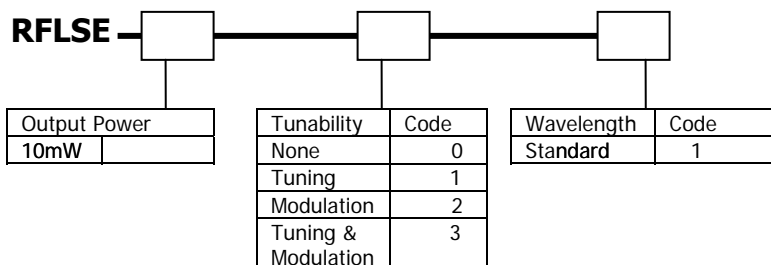 RFLSE
Output Power
10mW
Tunability Code
None 0
Tuning 1
Modulation 2
Tuning & 3
Modulation
Wavelength Code
Standard 1